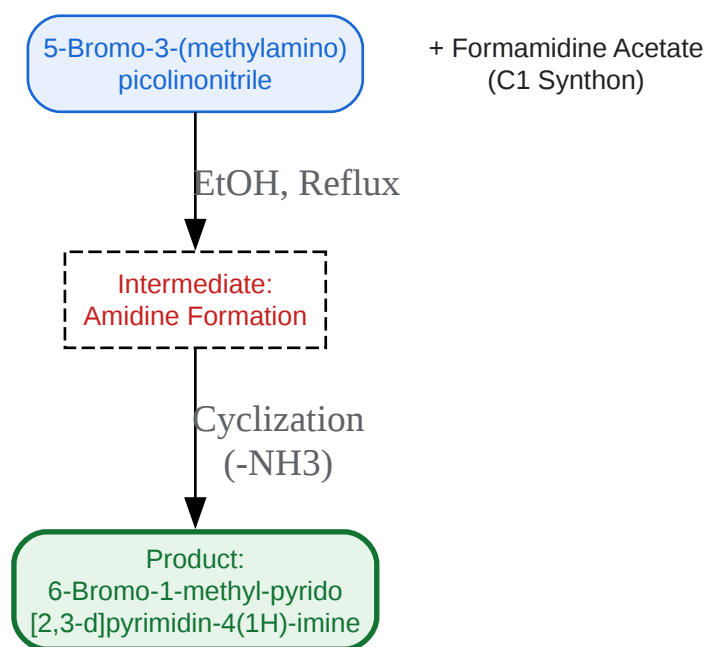 5-Bromo-3-(methylamino)
picolinonitrile
+ Formamidine Acetate
(C1 Synthon)
EtOH, Reflux
Intermediate:
Amidine Formation
Cyclization
(-NH3)
Product:
6-Bromo-1-methyl-pyrido
[2,3-d]pyrimidin-4(1H)-imine